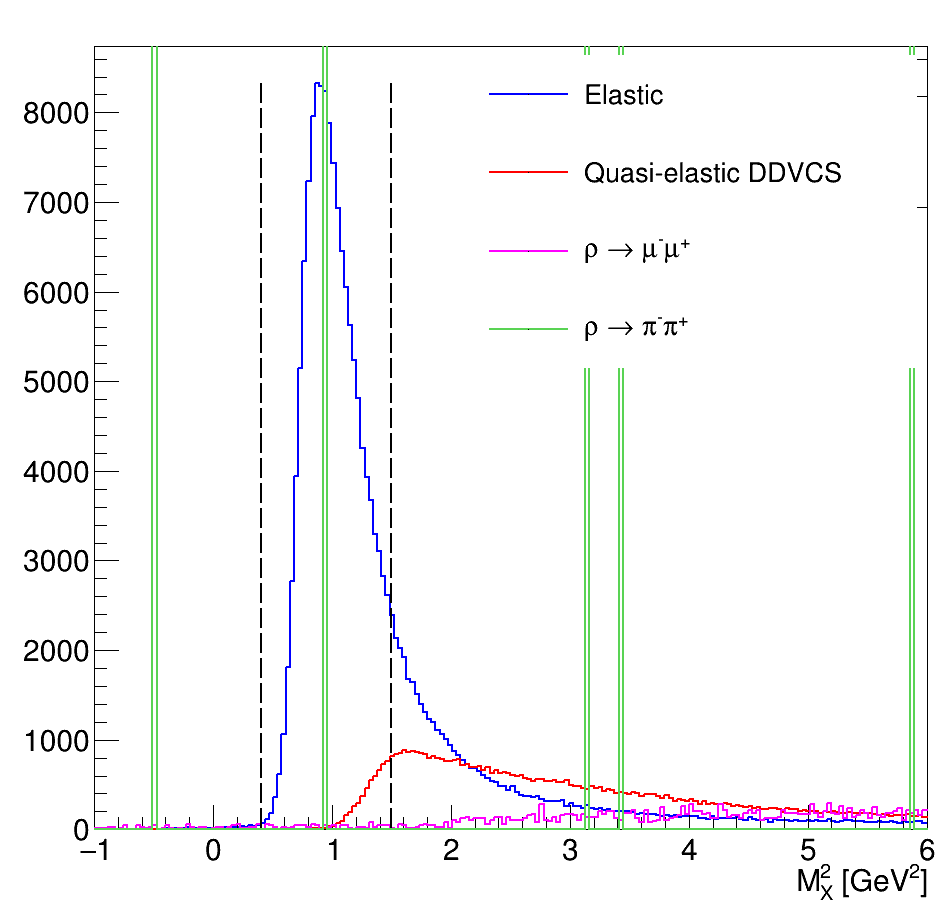 Elastic
Quasi-elastic DDVCS
ρ → μ⁻μ⁺
ρ → π⁻π⁺
8000
7000
6000
5000
4000
3000
2000
1000
0
−1 0 1 2 3 4 5 6
M²_X [GeV²]